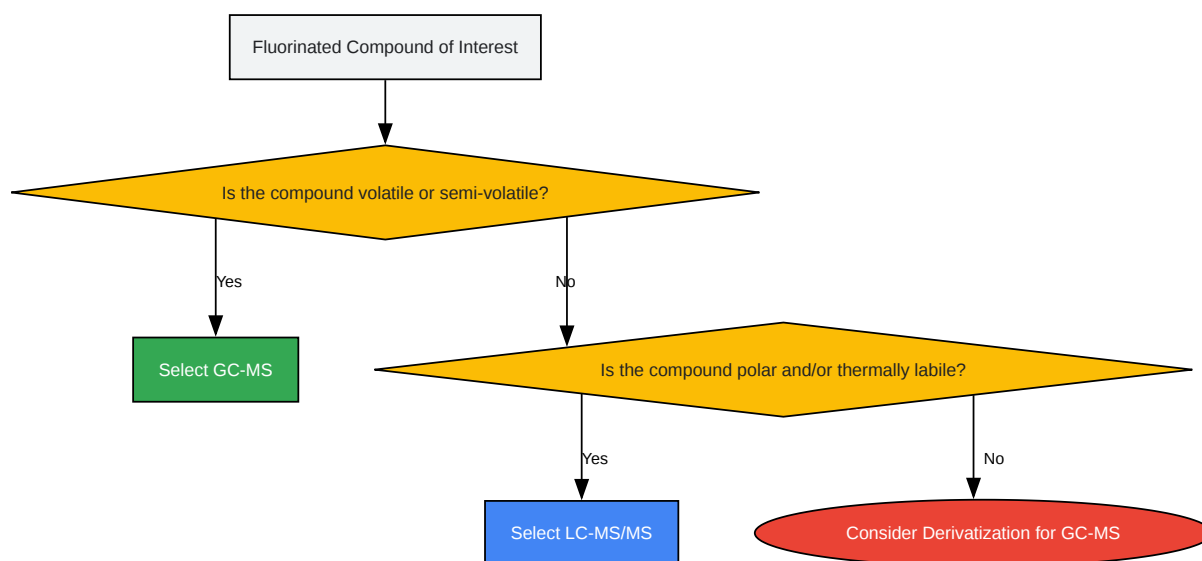 Fluorinated Compound of Interest
Is the compound volatile or semi-volatile?
Yes
No
Select GC-MS
Is the compound polar and/or thermally labile?
Yes
No
Select LC-MS/MS
Consider Derivatization for GC-MS